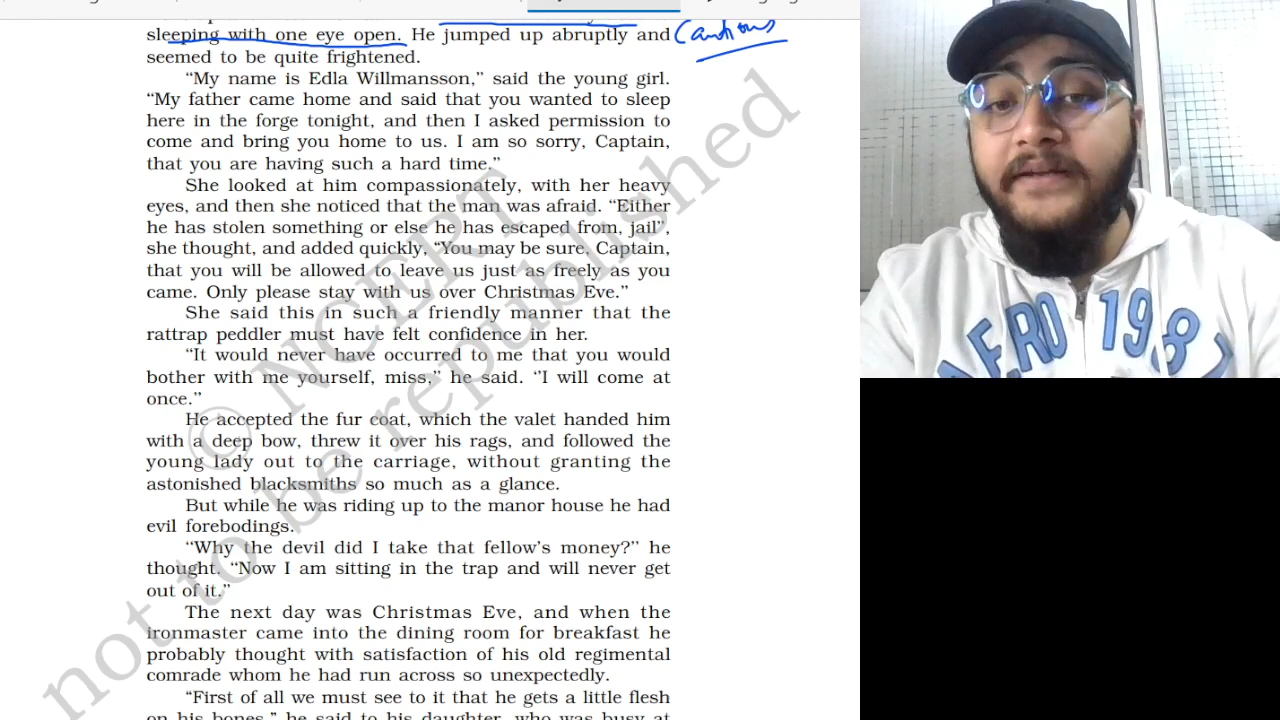 sleeping with one eye open. He jumped up abruptly and (Cautious
seemed to be quite frightened.
“My name is Edla Willmansson,” said the young girl.
“My father came home and said that you wanted to sleep
here in the forge tonight, and then I asked permission to
come and bring you home to us. I am so sorry, Captain,
that you are having such a hard time.”
She looked at him compassionately, with her heavy
eyes, and then she noticed that the man was afraid. “Either
he has stolen something or else he has escaped from, jail”,
she thought, and added quickly, “You may be sure, Captain,
that you will be allowed to leave us just as freely as you
came. Only please stay with us over Christmas Eve.”
She said this in such a friendly manner that the
rattrap peddler must have felt confidence in her.
“It would never have occurred to me that you would
bother with me yourself, miss,” he said. ‘’I will come at
once.”
He accepted the fur coat, which the valet handed him
with a deep bow, threw it over his rags, and followed the
young lady out to the carriage, without granting the
astonished blacksmiths so much as a glance.
But while he was riding up to the manor house he had
evil forebodings.
‘‘Why the devil did I take that fellow’s money?’’ he
thought. “Now I am sitting in the trap and will never get
out of it.”
The next day was Christmas Eve, and when the
ironmaster came into the dining room for breakfast he
probably thought with satisfaction of his old regimental
comrade whom he had run across so unexpectedly.
“First of all we must see to it that he gets a little flesh
on his bones,” he said to his daughter, who was busy at
© NCERT
not to be republished
AERO 1987